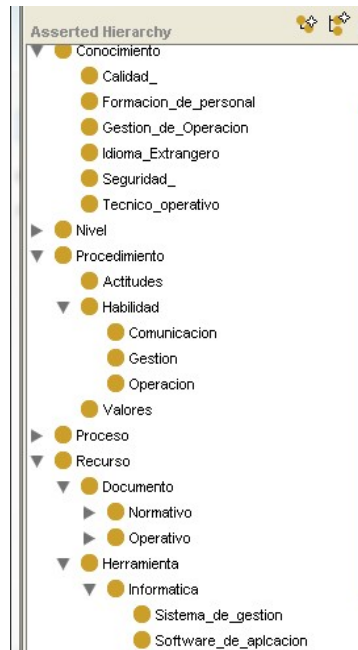 Asserted Hierarchy
Conocimiento
Calidad_
Formacion_de_personal
Gestion_de_Operacion
Idioma_Extrangero
Seguridad_
Tecnico_operativo
Nivel
Procedimiento
Actitudes
Habilidad
Comunicacion
Gestion
Operacion
Valores
Proceso
Recurso
Documento
Normativo
Operativo
Herramienta
Informatica
Sistema_de_gestion
Software_de_aplcacion